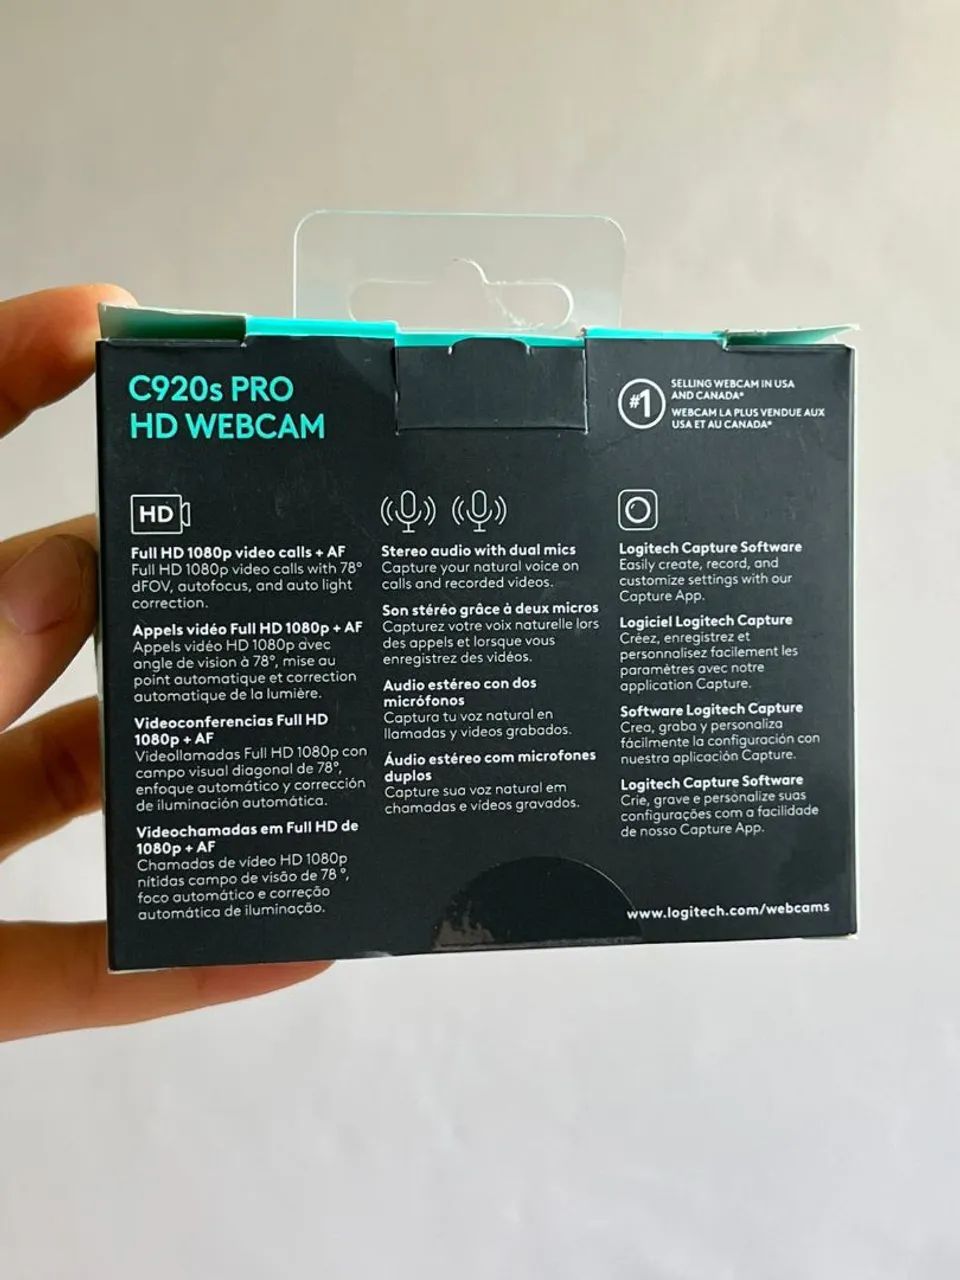 C920s PRO
HD WEBCAM
#1
SELLING WEBCAM IN USA
AND CANADA*
WEBCAM LA PLUS VENDUE AUX
USA ET AU CANADA*
HD
Full HD 1080p video calls + AF
Full HD 1080p video calls with 78°
dFOV, autofocus, and auto light
correction.
Appels vidéo Full HD 1080p + AF
Appels vidéo HD 1080p avec
angle de vision à 78°, mise au
point automatique et correction
automatique de la lumière.
Videoconferencias Full HD
1080p + AF
Videollamadas Full HD 1080p con
campo visual diagonal de 78°,
enfoque automático y corrección
de iluminación automática.
Videochamadas em Full HD de
1080p + AF
Chamadas de vídeo HD 1080p
nítidas campo de visão de 78 °,
foco automático e correção
automática de iluminação.
Stereo audio with dual mics
Capture your natural voice on
calls and recorded videos.
Son stéréo grâce à deux micros
Capturez votre voix naturelle lors
des appels et lorsque vous
enregistrez des vidéos.
Audio estéreo con dos
micrófonos
Captura tu voz natural en
llamadas y videos grabados.
Áudio estéreo com microfones
duplos
Capture sua voz natural em
chamadas e vídeos gravados.
Logitech Capture Software
Easily create, record, and
customize settings with our
Capture App.
Logiciel Logitech Capture
Créez, enregistrez et
personnalisez facilement les
paramètres avec notre
application Capture.
Software Logitech Capture
Crea, graba y personaliza
fácilmente la configuración con
nuestra aplicación Capture.
Logitech Capture Software
Crie, grave e personalize suas
configurações com a facilidade
de nosso Capture App.
www.logitech.com/webcams